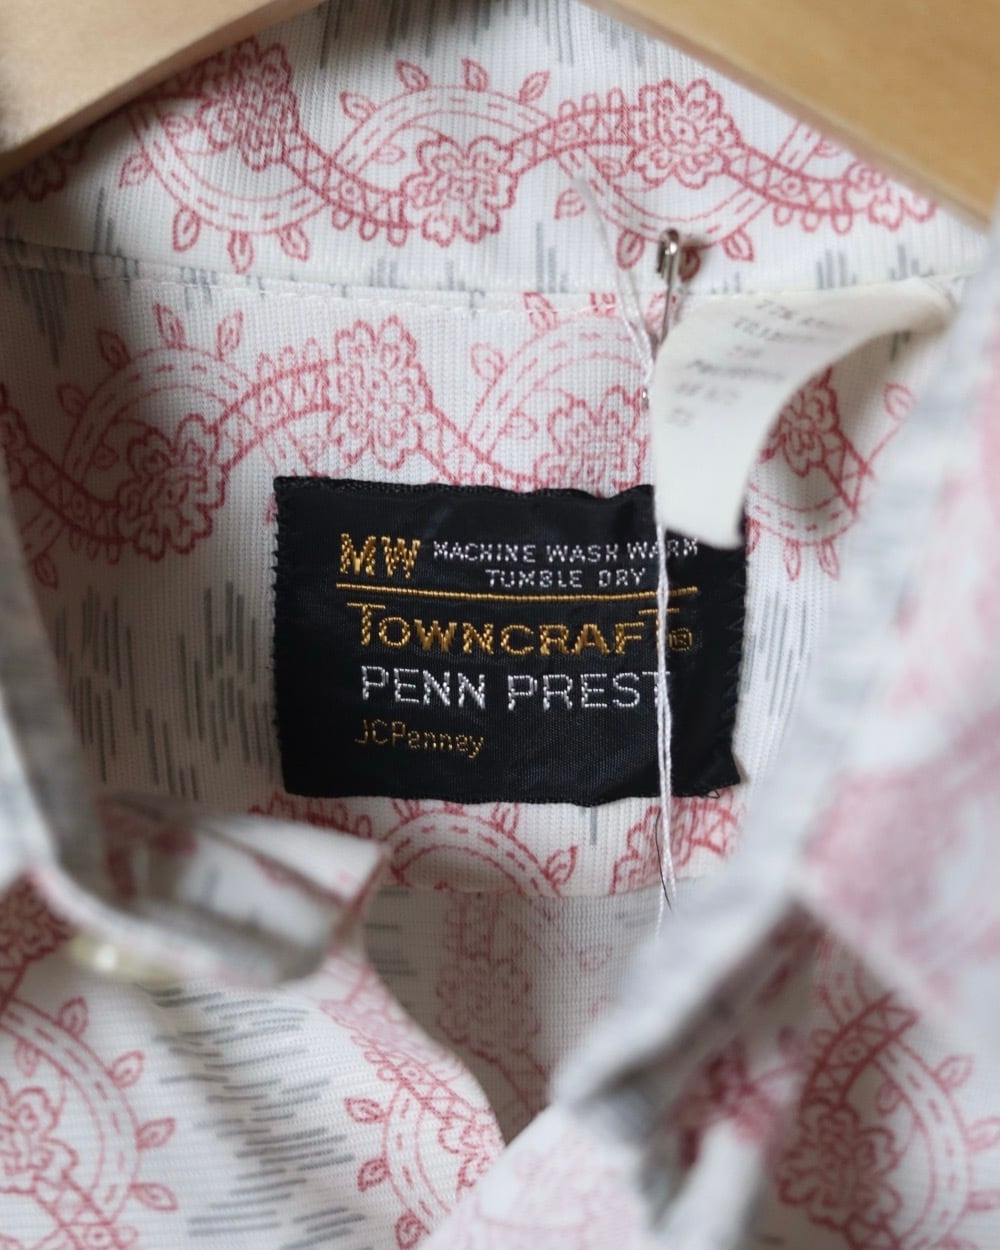 MW MACHINE WASH WARM
TUMBLE DRY
TOWNCRAFT®
PENN PREST
JCPenney